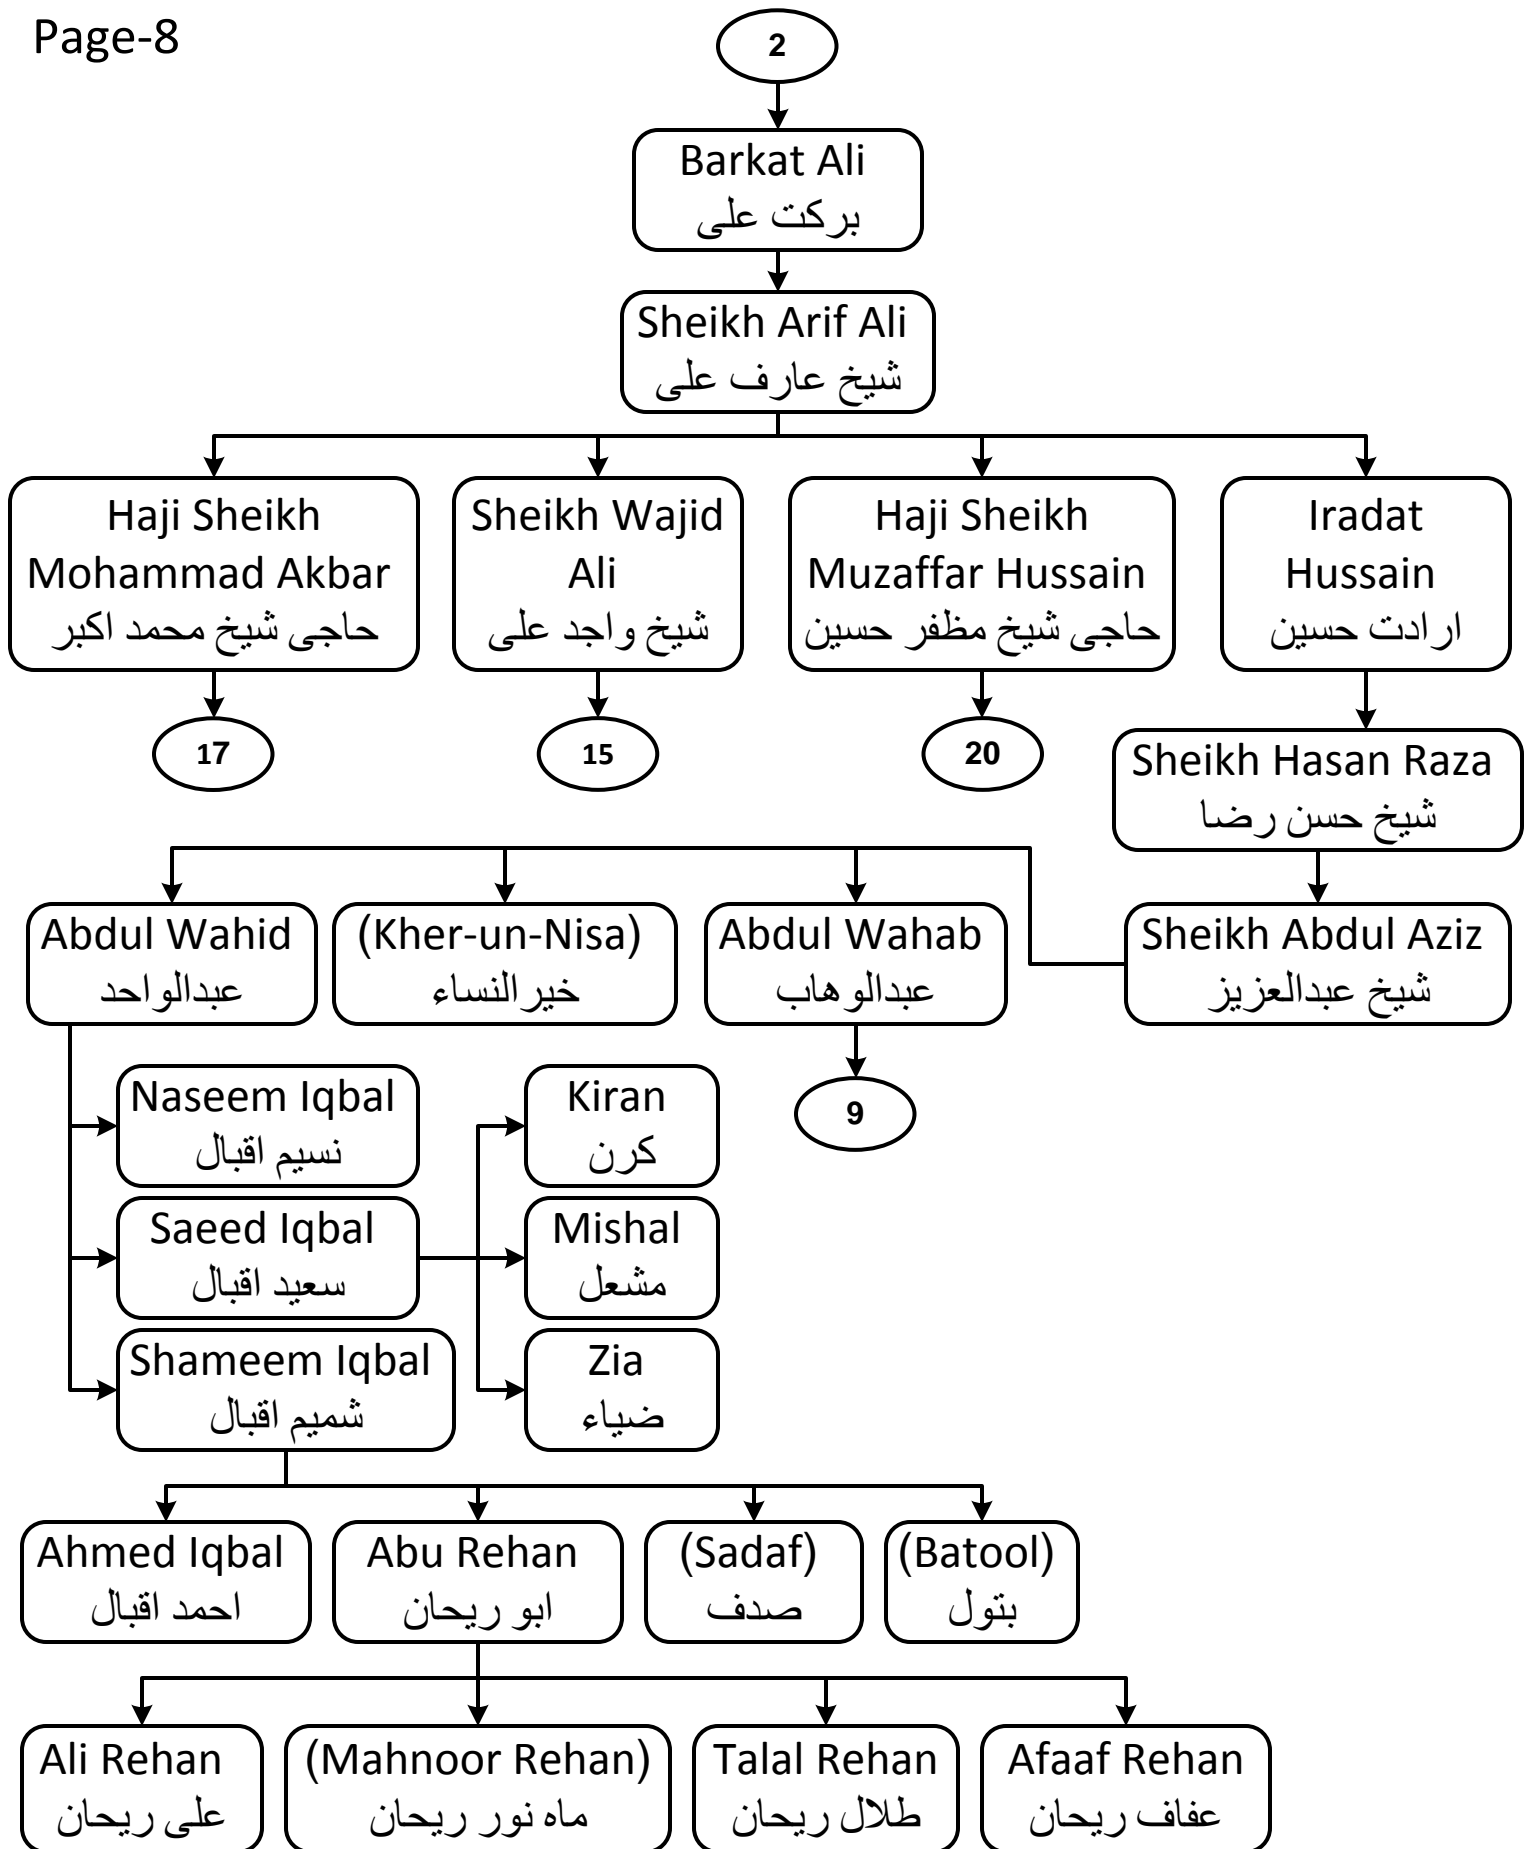 Page-8
2
Barkat Ali
برکت علی
Sheikh Arif Ali
شیخ عارف علی
Haji Sheikh
Mohammad Akbar
حاجی شیخ محمد اکبر
Sheikh Wajid
Ali
شیخ واجد علی
Haji Sheikh
Muzaffar Hussain
حاجی شیخ مظفر حسین
Iradat
Hussain
ارادت حسین
17
15
20
Sheikh Hasan Raza
شیخ حسن رضا
Abdul Wahid
عبدالواحد
(Kher-un-Nisa)
خیرالنساء
Abdul Wahab
عبدالوهاب
Sheikh Abdul Aziz
شیخ عبدالعزیز
9
Naseem Iqbal
نسیم اقبال
Kiran
کرن
Saeed Iqbal
سعید اقبال
Mishal
مشعل
Shameem Iqbal
شمیم اقبال
Zia
ضیاء
Ahmed Iqbal
احمد اقبال
Abu Rehan
ابو ریحان
(Sadaf)
صدف
(Batool)
بتول
Ali Rehan
علی ریحان
(Mahnoor Rehan)
ماه نور ریحان
Talal Rehan
طلال ریحان
Afaaf Rehan
عفاف ریحان